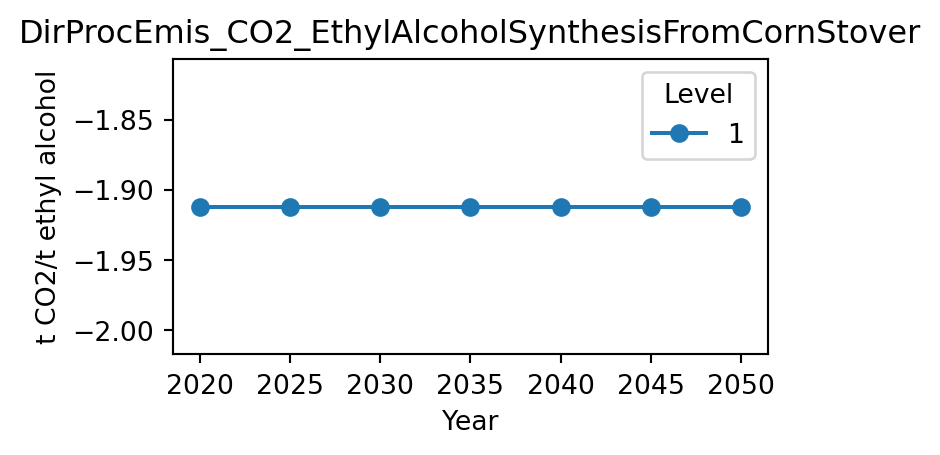 DirProcEmis_CO2_EthylAlcoholSynthesisFromCornStover
t CO2/t ethyl alcohol
−1.85
−1.90
−1.95
−2.00
Level
1
2020 2025 2030 2035 2040 2045 2050
Year